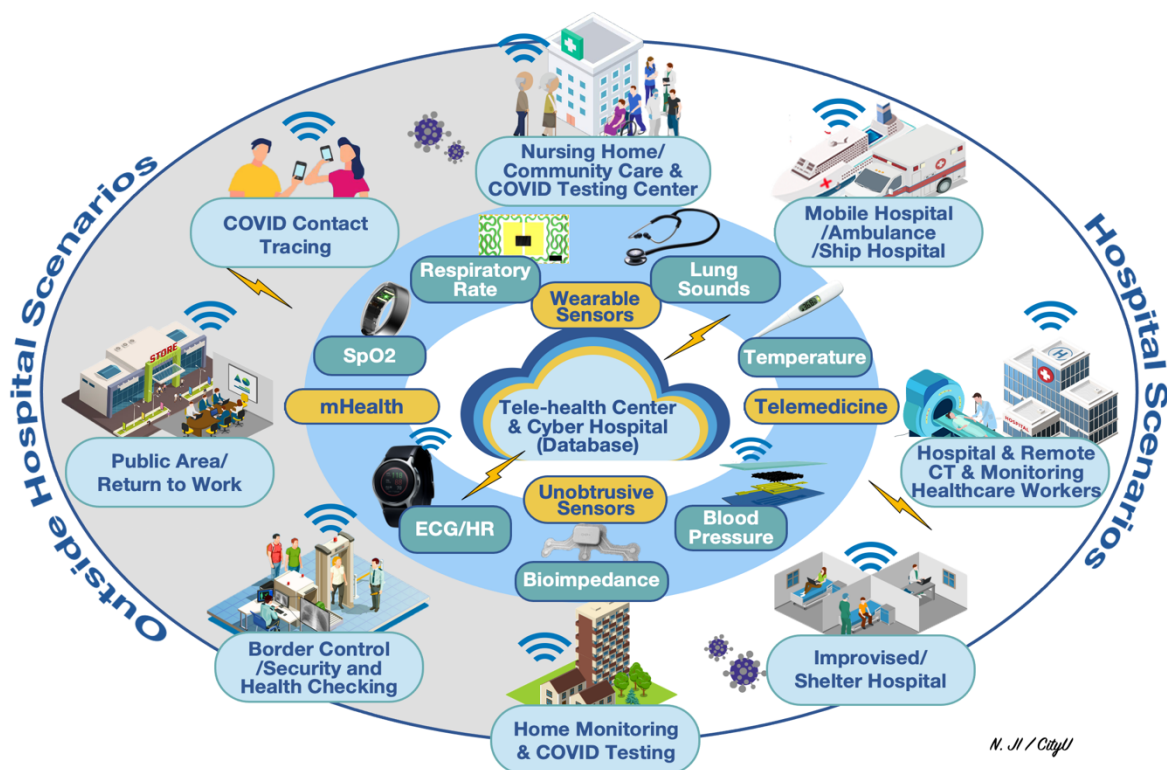 Nursing Home/
Community Care &
COVID Testing Center
COVID Contact
Tracing
Mobile Hospital
/Ambulance
/Ship Hospital
Outside Hospital Scenarios
Hospital Scenarios
Respiratory
Rate
Lung
Sounds
Wearable
Sensors
SpO2
Temperature
STORE
mHealth
Tele-health Center
& Cyber Hospital
(Database)
Telemedicine
H
HOSPITAL
Public Area/
Return to Work
Hospital & Remote
CT & Monitoring
Healthcare Workers
Unobtrusive
Sensors
ECG/HR
Blood
Pressure
Bioimpedance
Border Control
/Security and
Health Checking
Improvised/
Shelter Hospital
Home Monitoring
& COVID Testing
N. JI / CityU